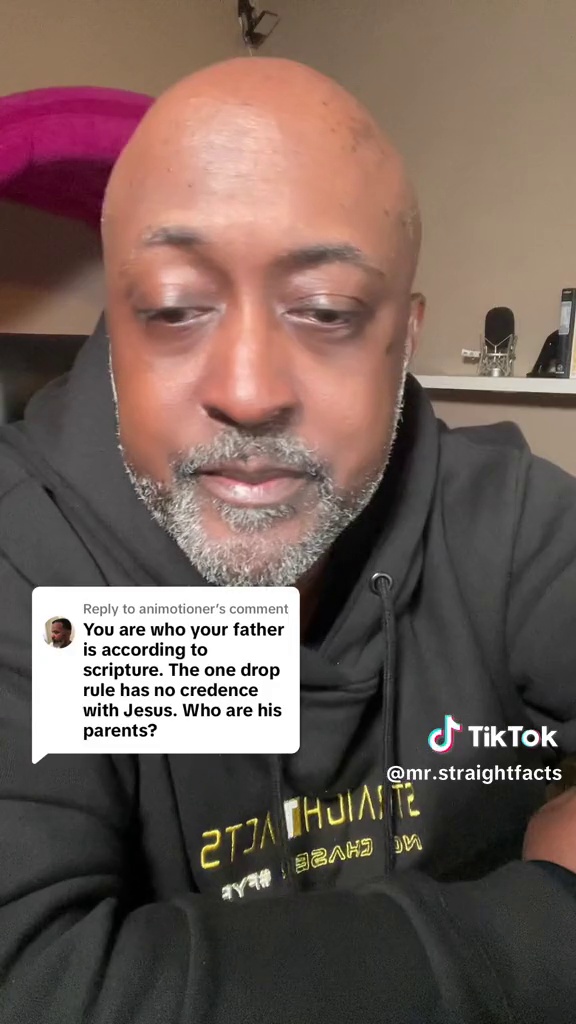 Reply to animotioner's comment
You are who your father
is according to
scripture. The one drop
rule has no credence
with Jesus. Who are his
parents?
TikTok
@mr.straightfacts
STRAIGHT FACTS
NO CHASER